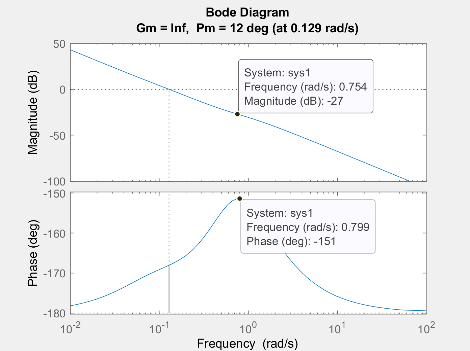 Bode Diagram
Gm = Inf,  Pm = 12 deg (at 0.129 rad/s)
50
0
-50
-100
Magnitude (dB)
System: sys1
Frequency (rad/s): 0.754
Magnitude (dB): -27
-150
-160
-170
-180
Phase (deg)
System: sys1
Frequency (rad/s): 0.799
Phase (deg): -151
10^-2 10^-1 10^0 10^1 10^2
Frequency  (rad/s)